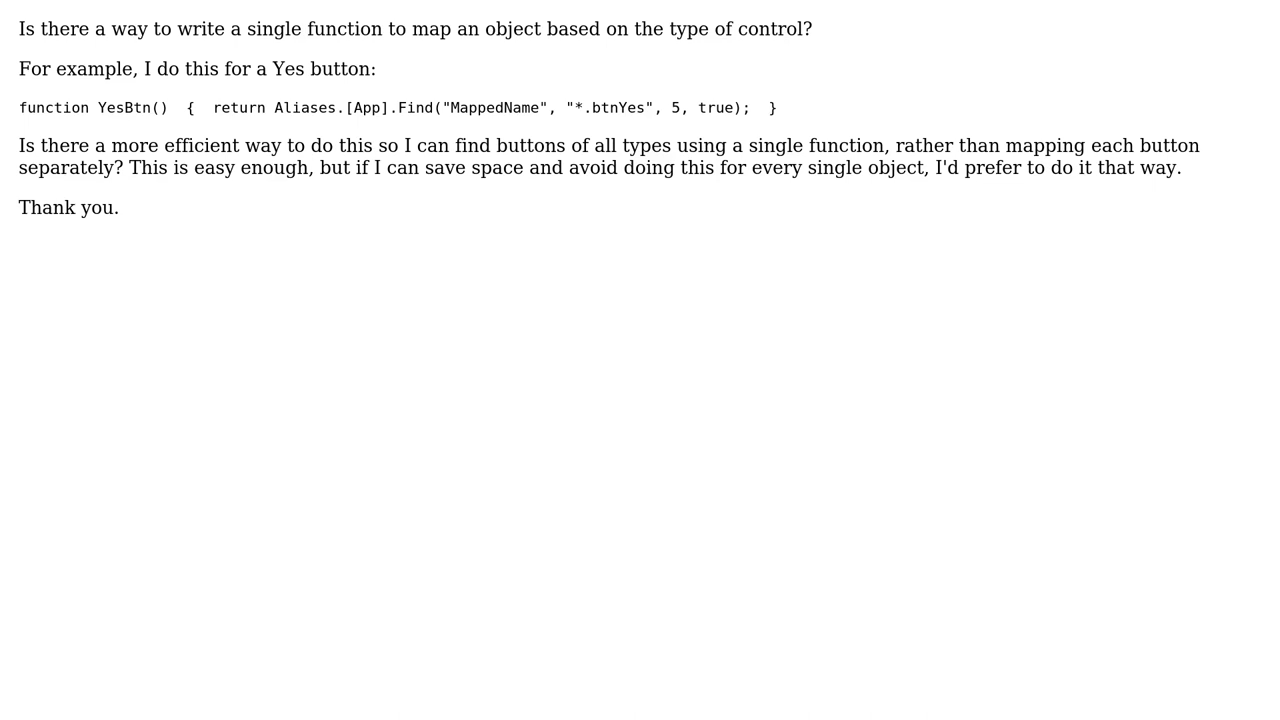 Is there a way to write a single function to map an object based on the type of control?
For example, I do this for a Yes button:
function YesBtn()  {  return Aliases.[App].Find("MappedName", "*.btnYes", 5, true);  }
Is there a more efficient way to do this so I can find buttons of all types using a single function, rather than mapping each button
separately? This is easy enough, but if I can save space and avoid doing this for every single object, I'd prefer to do it that way.
Thank you.